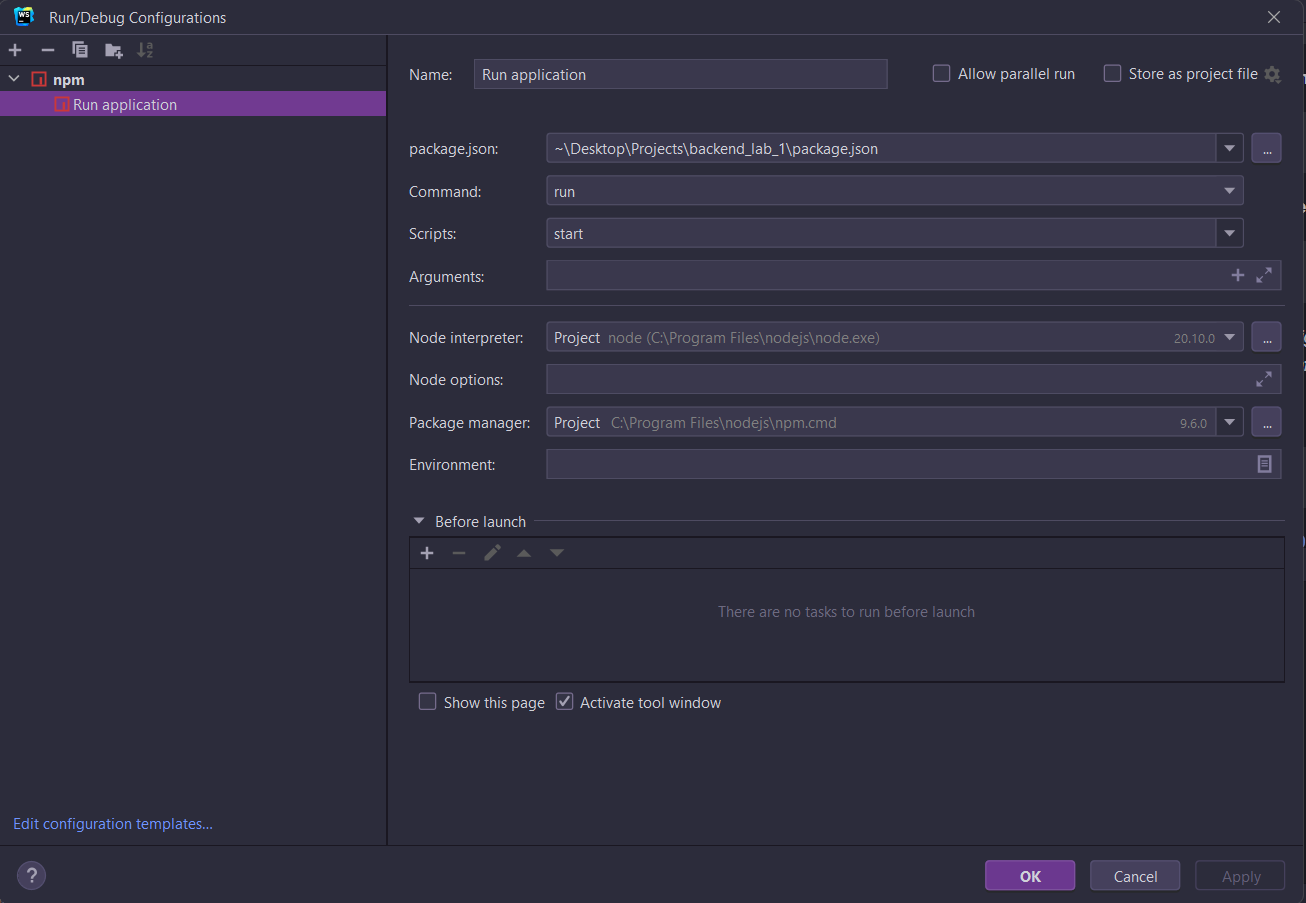 WS
Run/Debug Configurations
npm
Run application
Edit configuration templates...
Name:
Run application
Allow parallel run
Store as project file
package.json:
~\Desktop\Projects\backend_lab_1\package.json
...
Command:
run
Scripts:
start
Arguments:
Node interpreter:
Project node (C:\Program Files\nodejs\node.exe)
20.10.0
...
Node options:
Package manager:
Project C:\Program Files\nodejs\npm.cmd
9.6.0
...
Environment:
Before launch
There are no tasks to run before launch
Show this page
Activate tool window
?
OK
Cancel
Apply